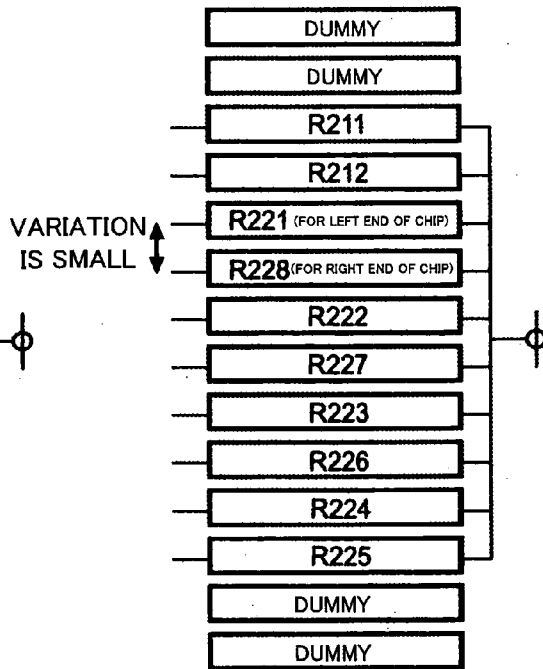 DUMMY
DUMMY
R211
R212
VARIATION
IS SMALL
R221 (FOR LEFT END OF CHIP)
R228 (FOR RIGHT END OF CHIP)
R222
R227
R223
R226
R224
R225
DUMMY
DUMMY